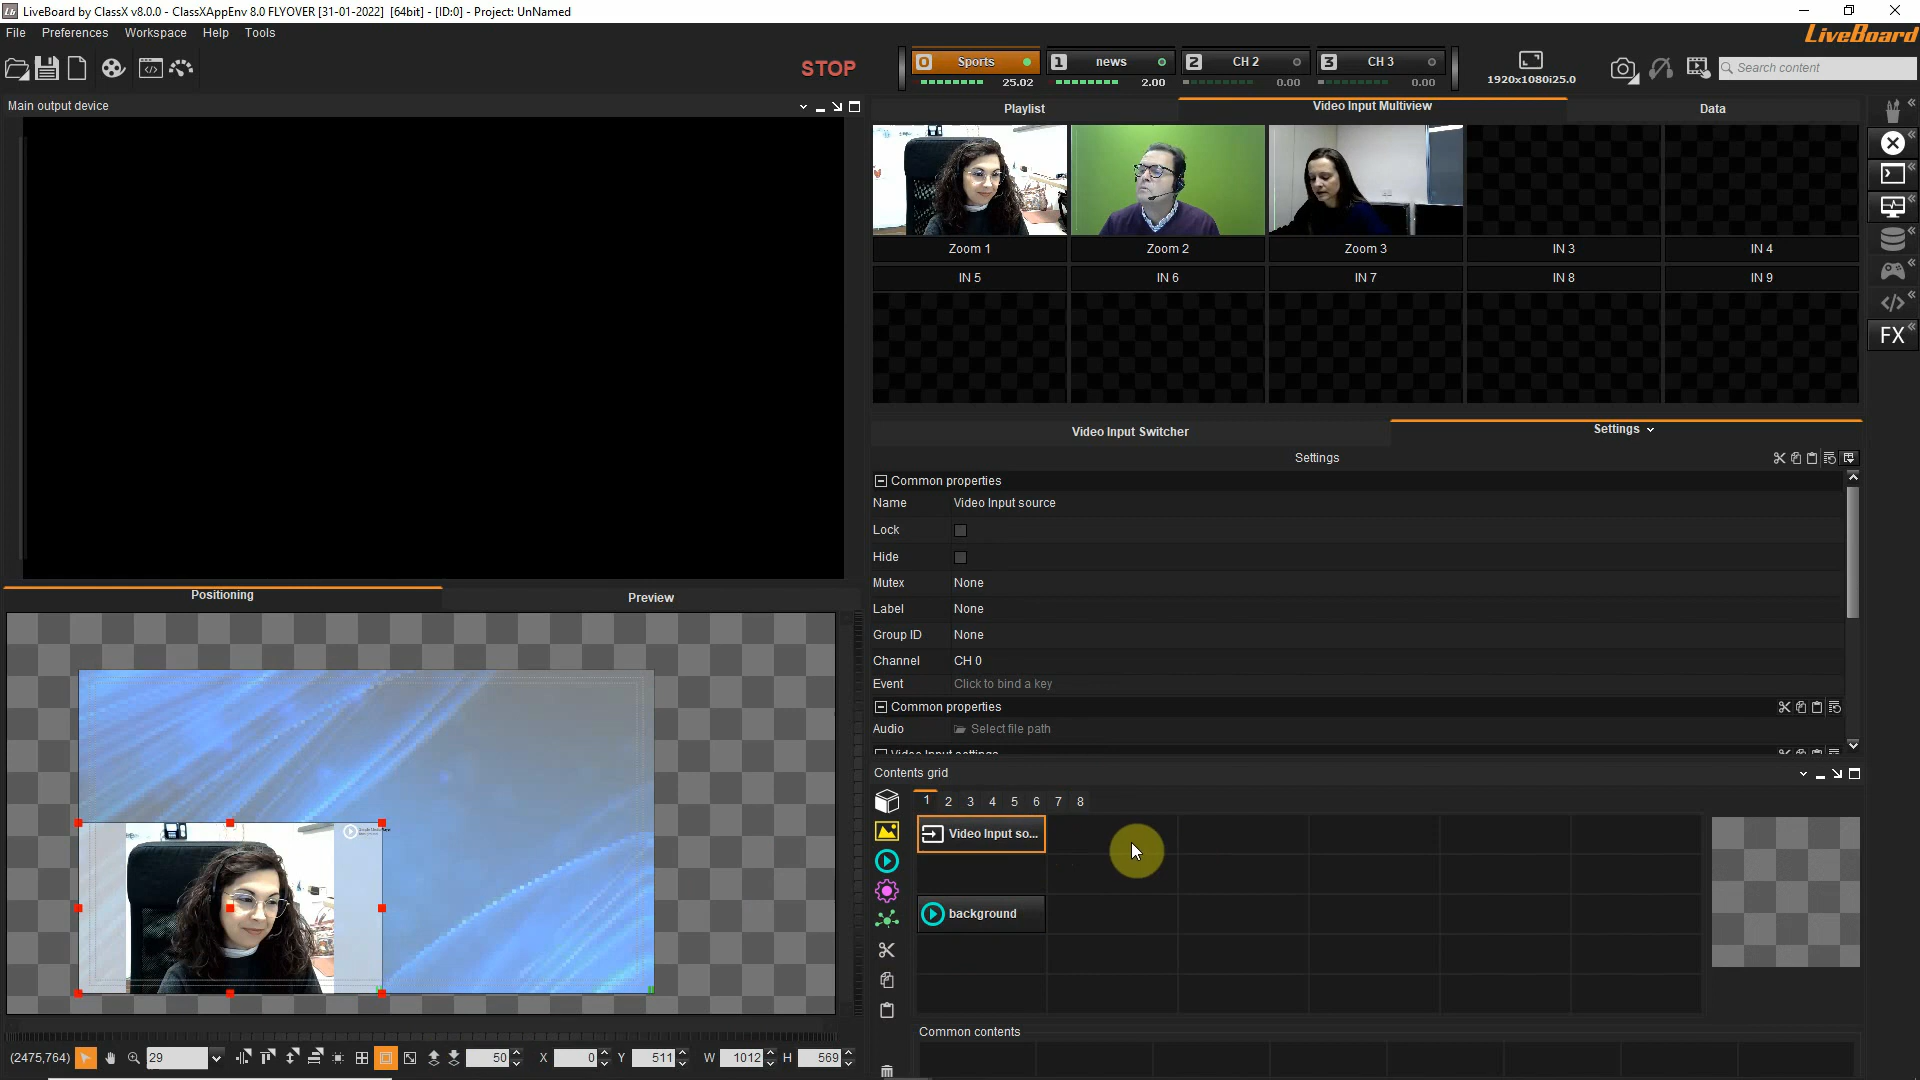 LiveBoard by ClassX v8.0.0 - ClassXAppEnv 8.0 FLYOVER [31-01-2022] [64bit] - [ID:0] - Project: UnNamed
File Preferences Workspace Help Tools
LiveBoard
STOP
0 Sports 1 news 2 CH 2 3 CH 3
25.02 2.00 0.00 0.00
1920x1080i25.0
Search content
Main output device
Playlist Video Input Multiview Data
Zoom 1 Zoom 2 Zoom 3 IN 3 IN 4
IN 5 IN 6 IN 7 IN 8 IN 9
FX
Video Input Switcher Settings
Settings
Common properties
Name Video Input source
Lock
Hide
Mutex None
Label None
Group ID None
Channel CH 0
Event Click to bind a key
Common properties
Audio Select file path
Video Input settings
Positioning Preview
Contents grid
1 2 3 4 5 6 7 8
Video Input so...
background
Common contents
(2475,764) 29 50 X 0 Y 511 W 1012 H 569